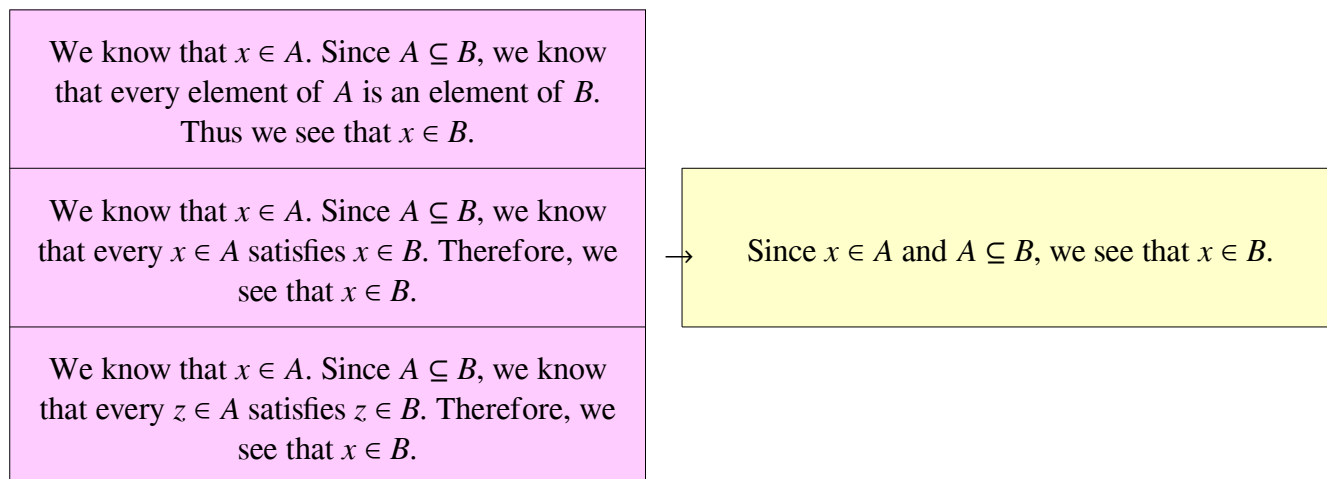 We know that x ∈ A. Since A ⊆ B, we know
that every element of A is an element of B.
Thus we see that x ∈ B.
We know that x ∈ A. Since A ⊆ B, we know
that every x ∈ A satisfies x ∈ B. Therefore, we
see that x ∈ B.
→
Since x ∈ A and A ⊆ B, we see that x ∈ B.
We know that x ∈ A. Since A ⊆ B, we know
that every z ∈ A satisfies z ∈ B. Therefore, we
see that x ∈ B.